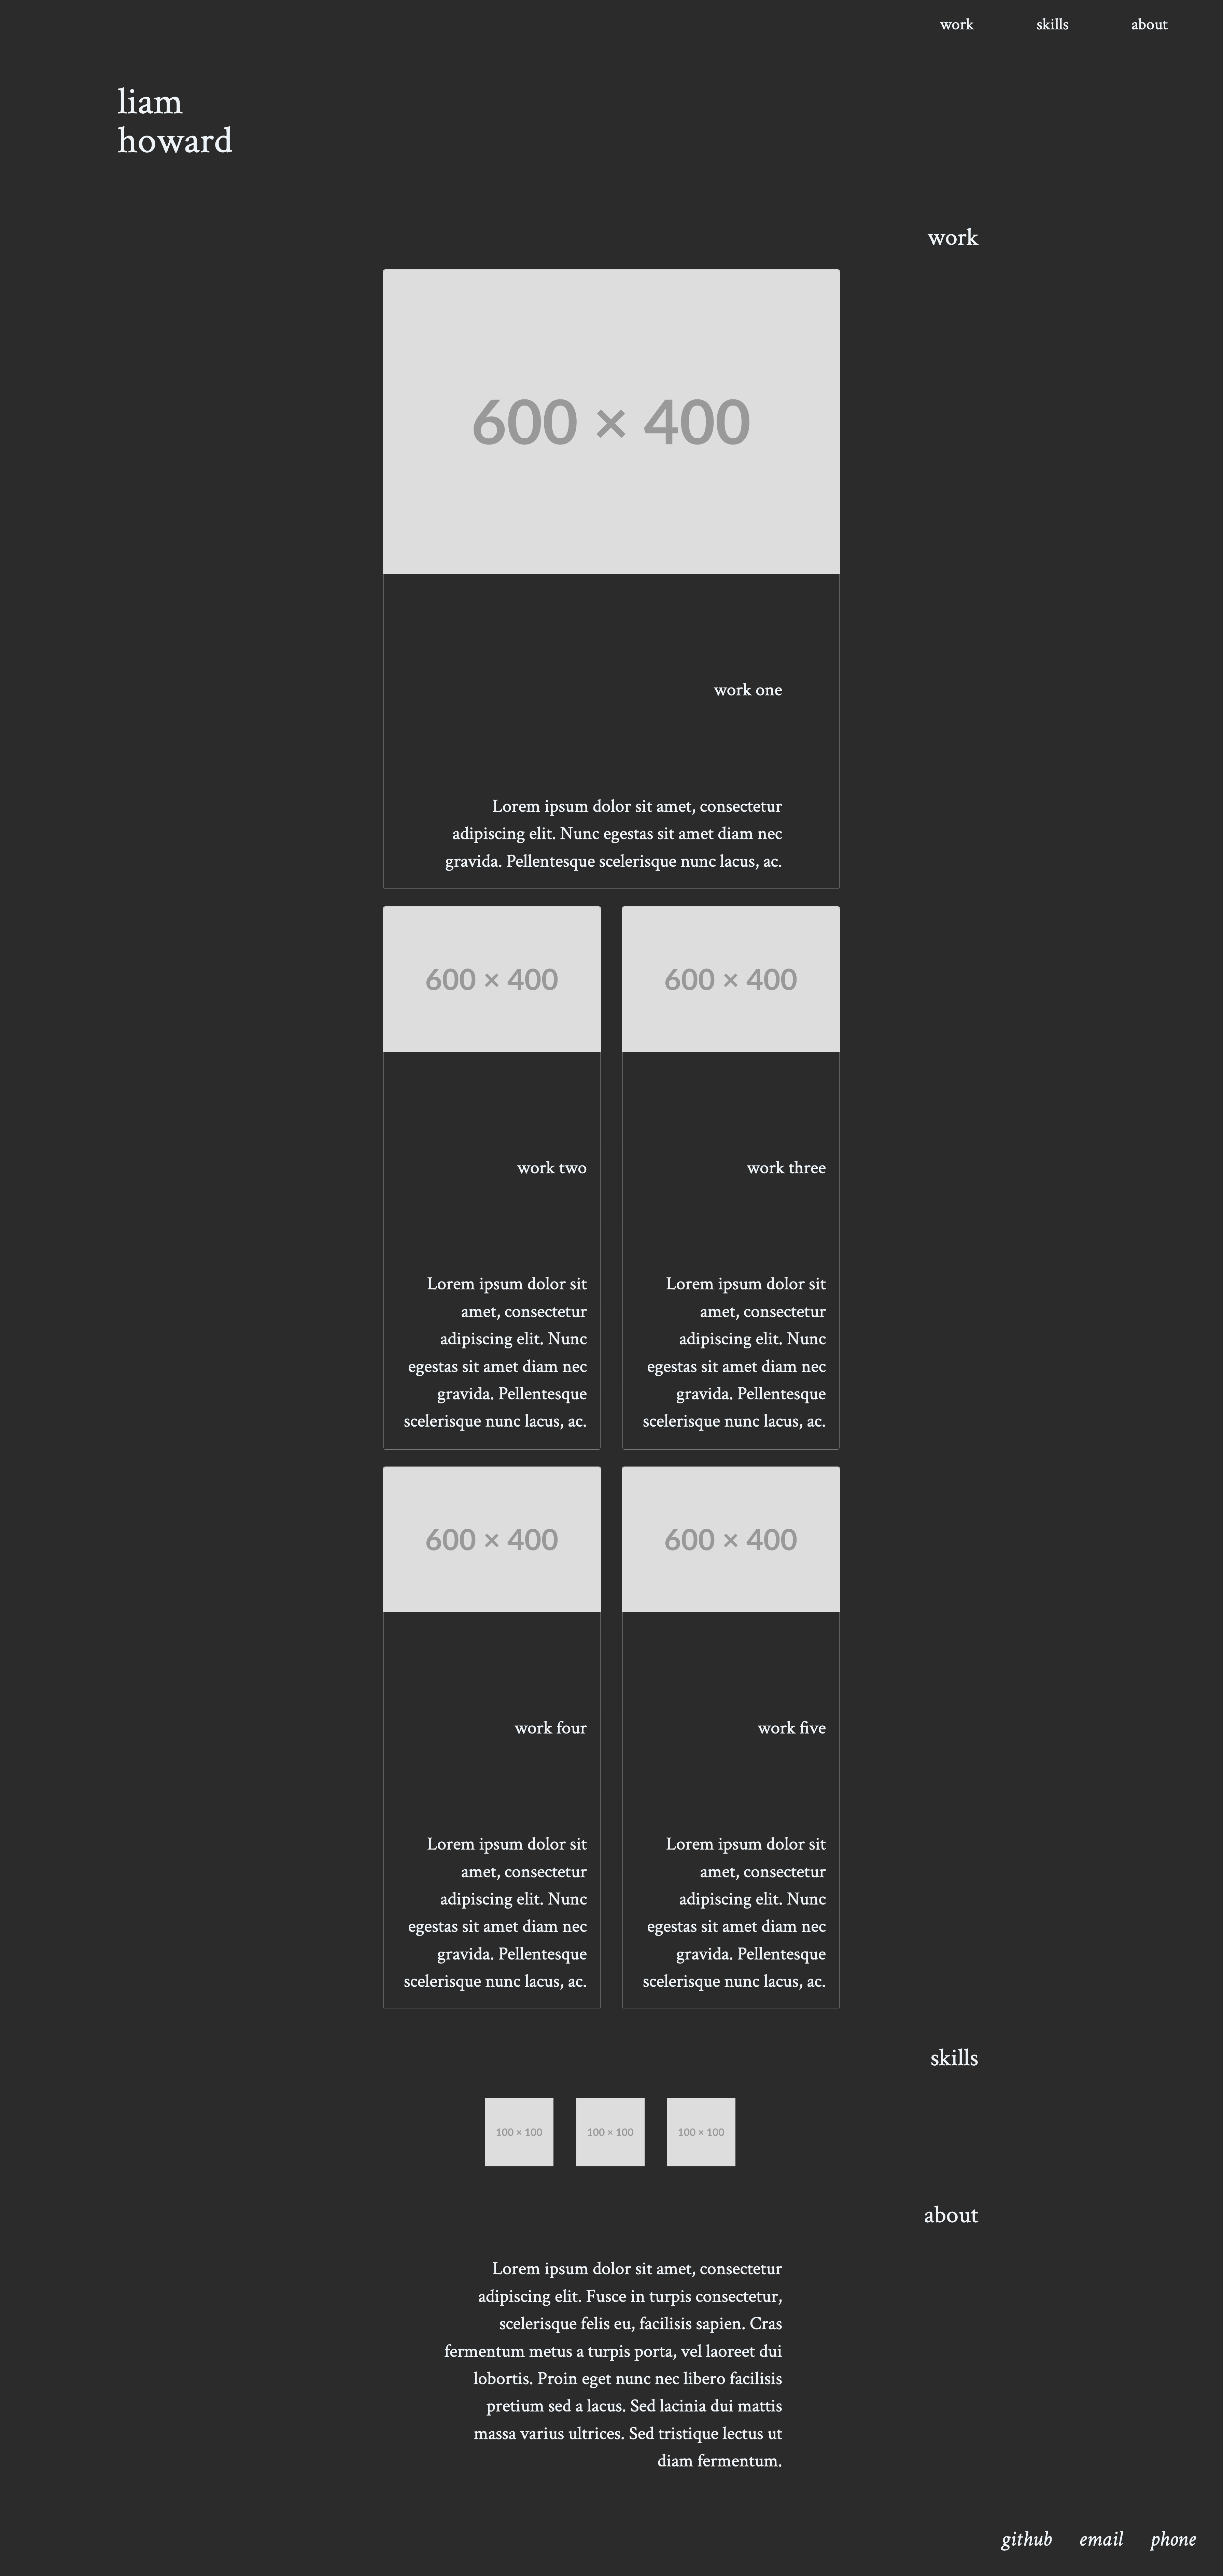 work skills about
liam
howard
work
600 × 400
work one
Lorem ipsum dolor sit amet, consectetur
adipiscing elit. Nunc egestas sit amet diam nec
gravida. Pellentesque scelerisque nunc lacus, ac.
600 × 400
work two
Lorem ipsum dolor sit
amet, consectetur
adipiscing elit. Nunc
egestas sit amet diam nec
gravida. Pellentesque
scelerisque nunc lacus, ac.
600 × 400
work three
Lorem ipsum dolor sit
amet, consectetur
adipiscing elit. Nunc
egestas sit amet diam nec
gravida. Pellentesque
scelerisque nunc lacus, ac.
600 × 400
work four
Lorem ipsum dolor sit
amet, consectetur
adipiscing elit. Nunc
egestas sit amet diam nec
gravida. Pellentesque
scelerisque nunc lacus, ac.
600 × 400
work five
Lorem ipsum dolor sit
amet, consectetur
adipiscing elit. Nunc
egestas sit amet diam nec
gravida. Pellentesque
scelerisque nunc lacus, ac.
skills
100 × 100 100 × 100 100 × 100
about
Lorem ipsum dolor sit amet, consectetur
adipiscing elit. Fusce in turpis consectetur,
scelerisque felis eu, facilisis sapien. Cras
fermentum metus a turpis porta, vel laoreet dui
lobortis. Proin eget nunc nec libero facilisis
pretium sed a lacus. Sed lacinia dui mattis
massa varius ultrices. Sed tristique lectus ut
diam fermentum.
github email phone